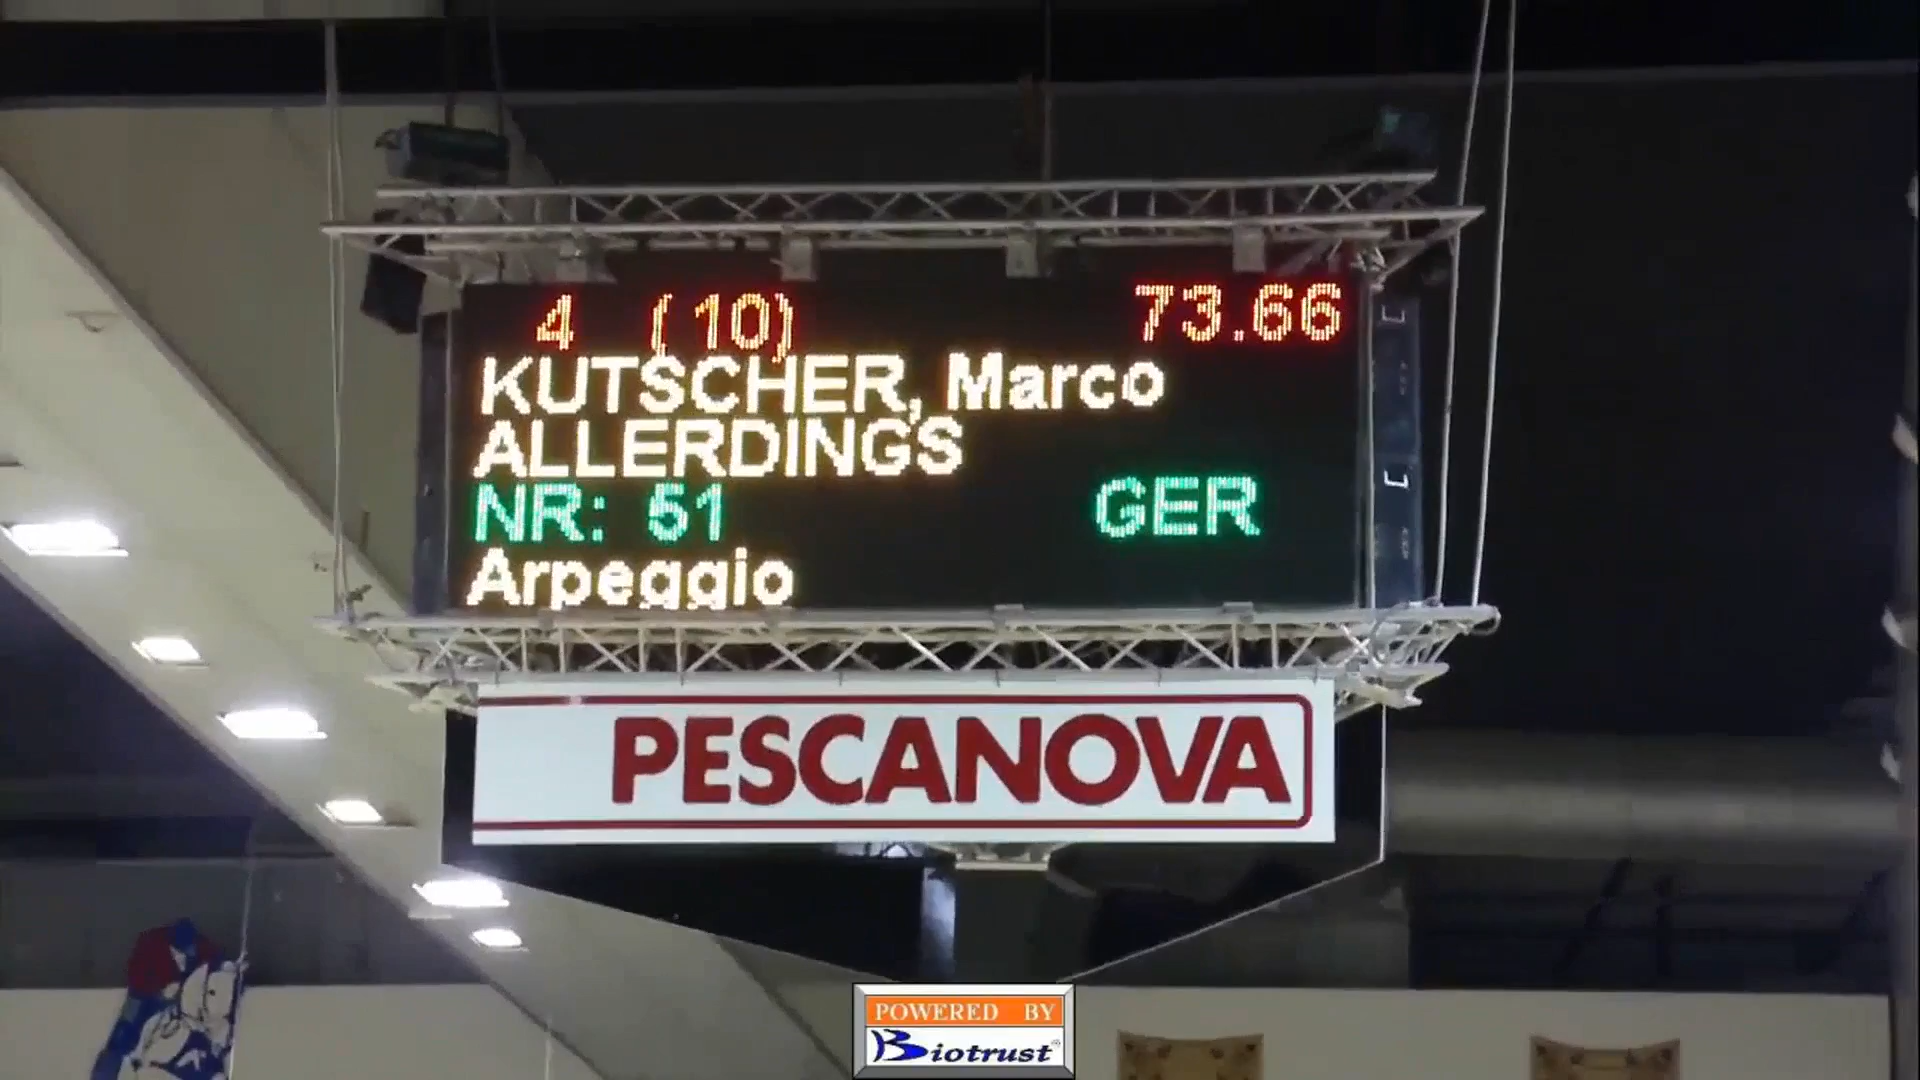 4 (10) 73.66
KUTSCHER, Marco
ALLERDINGS
NR: 51 GER
Arpeggio
PESCANOVA
POWERED BY
Biotrust